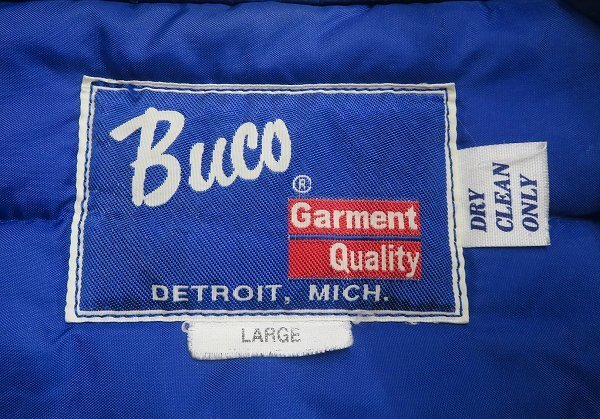 Buco
®
Garment
Quality
DETROIT, MICH.
LARGE
DRY
CLEAN
ONLY